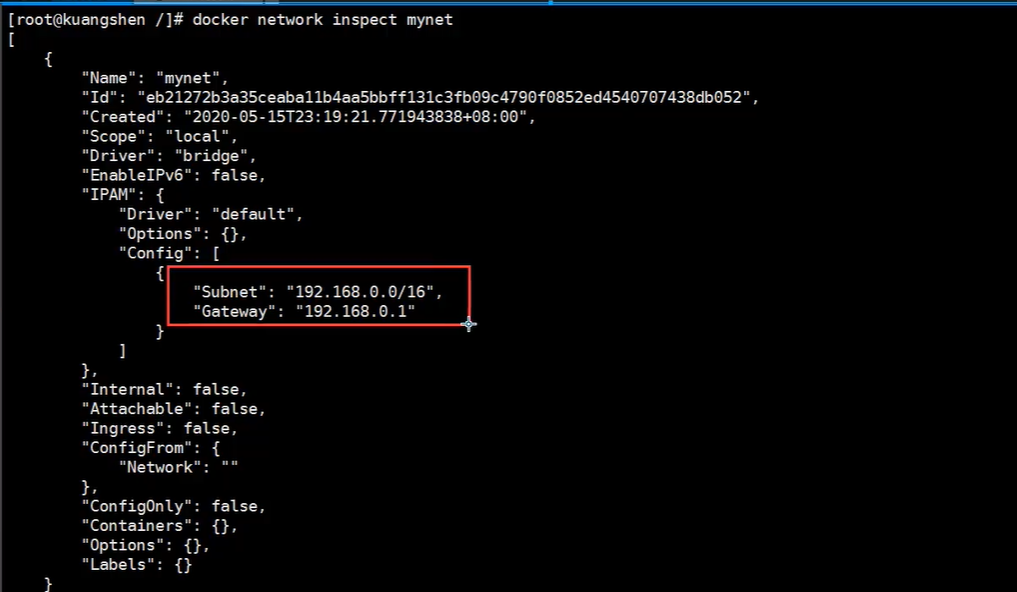 [root@kuangshen /]# docker network inspect mynet
[
    {
        "Name": "mynet",
        "Id": "eb21272b3a35ceaba11b4aa5bbff131c3fb09c4790f0852ed4540707438db052",
        "Created": "2020-05-15T23:19:21.771943838+08:00",
        "Scope": "local",
        "Driver": "bridge",
        "EnableIPv6": false,
        "IPAM": {
            "Driver": "default",
            "Options": {},
            "Config": [
                {
                    "Subnet": "192.168.0.0/16",
                    "Gateway": "192.168.0.1"
                }
            ]
        },
        "Internal": false,
        "Attachable": false,
        "Ingress": false,
        "ConfigFrom": {
            "Network": ""
        },
        "ConfigOnly": false,
        "Containers": {},
        "Options": {},
        "Labels": {}
    }